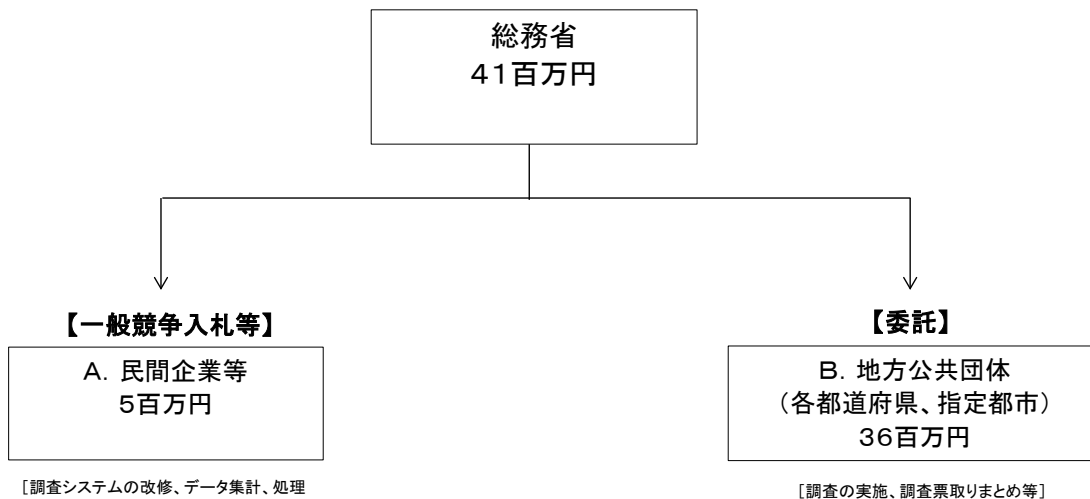 総務省
41百万円
【一般競争入札等】
A. 民間企業等
5百万円
[調査システムの改修、データ集計、処理
【委託】
B. 地方公共団体
(各都道府県、指定都市)
36百万円
[調査の実施、調査票取りまとめ等]